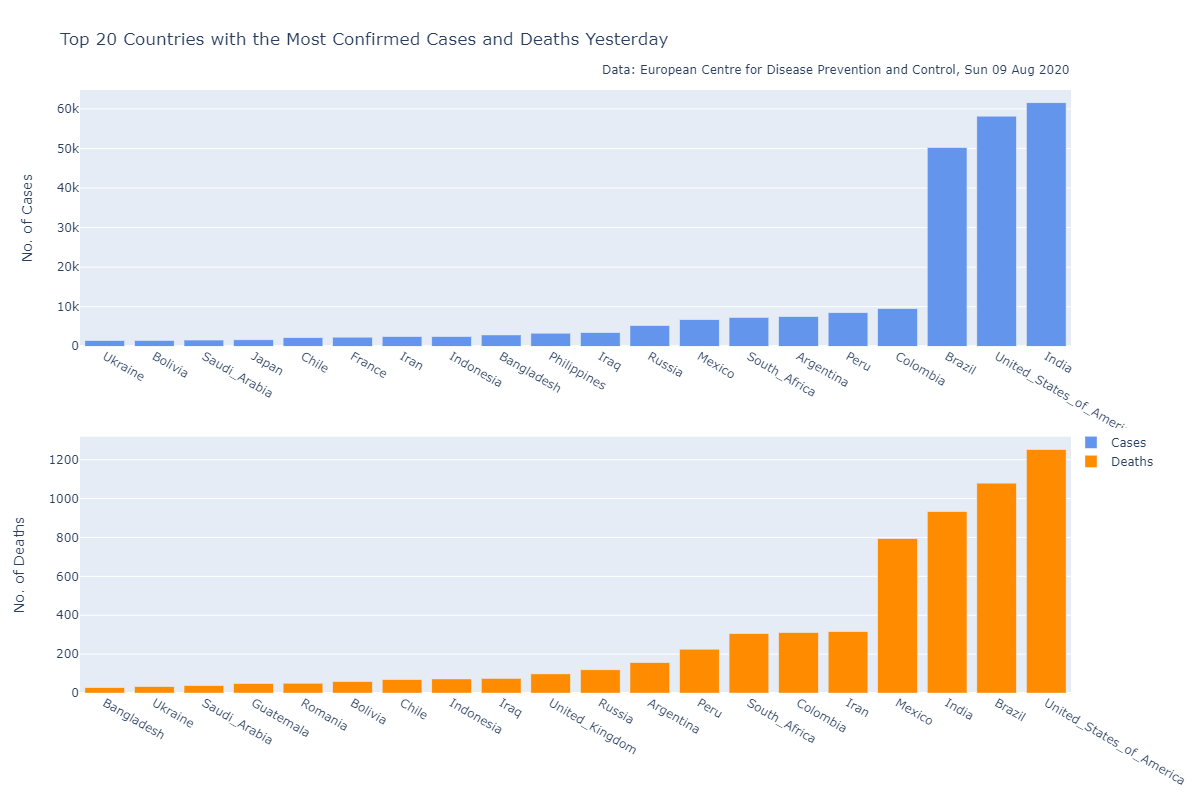 Top 20 Countries with the Most Confirmed Cases and Deaths Yesterday
Data: European Centre for Disease Prevention and Control, Sun 09 Aug 2020
No. of Cases
60k
50k
40k
30k
20k
10k
0
Ukraine
Bolivia
Saudi_Arabia
Japan
Chile
France
Iran
Indonesia
Bangladesh
Philippines
Iraq
Russia
Mexico
South_Africa
Argentina
Peru
Colombia
Brazil
United_States_of_Ameri
India
Cases
Deaths
No. of Deaths
1200
1000
800
600
400
200
0
Bangladesh
Ukraine
Saudi_Arabia
Guatemala
Romania
Bolivia
Chile
Indonesia
Iraq
United_Kingdom
Russia
Argentina
Peru
South_Africa
Colombia
Iran
Mexico
India
Brazil
United_States_of_America